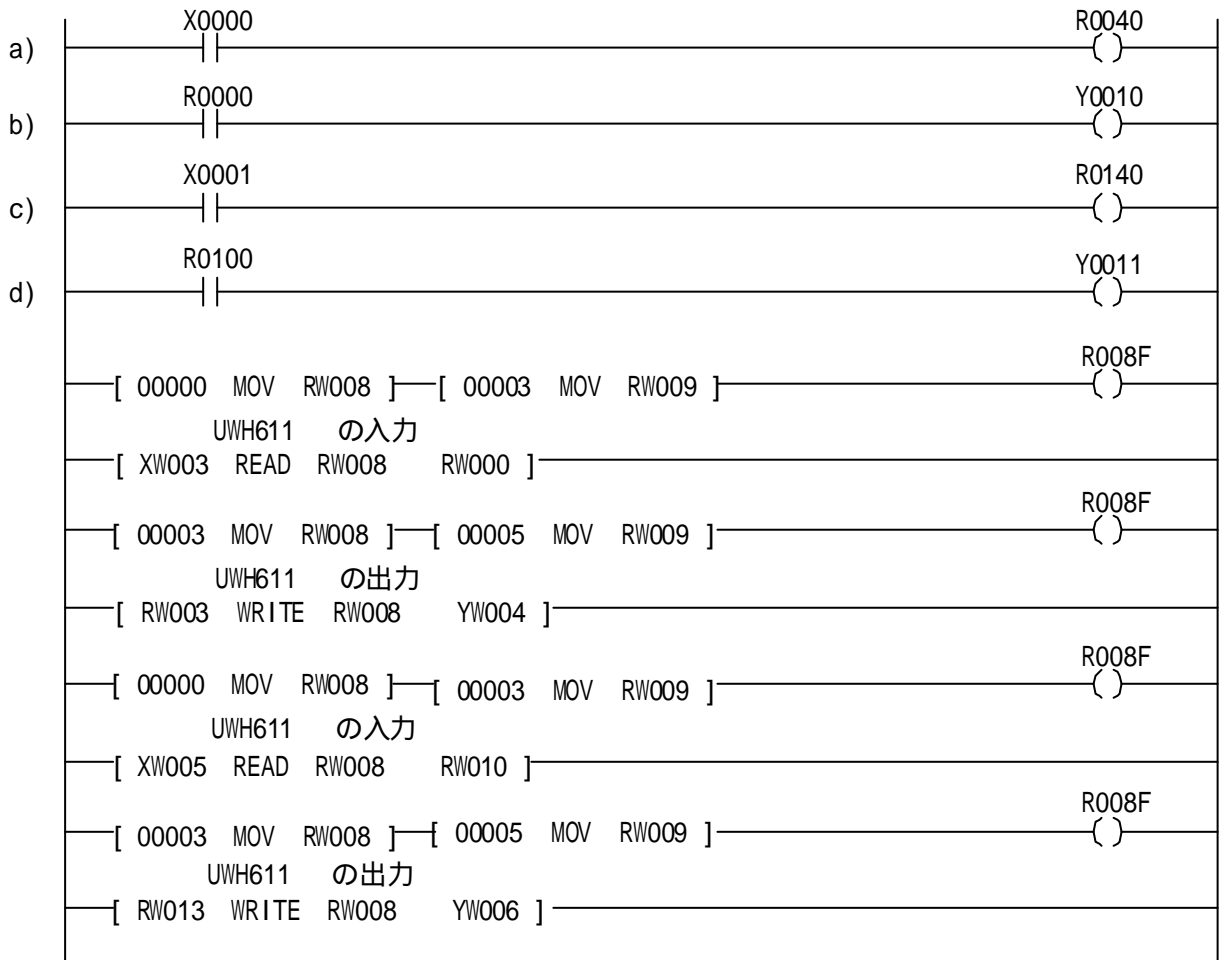 X0000 R0040
a)
R0000 Y0010
b)
X0001 R0140
c)
R0100 Y0011
d)
R008F
[ 00000 MOV RW008 ] [ 00003 MOV RW009 ]
UWH611 の入力
[ XW003 READ RW008 RW000 ]
R008F
[ 00003 MOV RW008 ] [ 00005 MOV RW009 ]
UWH611 の出力
[ RW003 WRITE RW008 YW004 ]
R008F
[ 00000 MOV RW008 ] [ 00003 MOV RW009 ]
UWH611 の入力
[ XW005 READ RW008 RW010 ]
R008F
[ 00003 MOV RW008 ] [ 00005 MOV RW009 ]
UWH611 の出力
[ RW013 WRITE RW008 YW006 ]